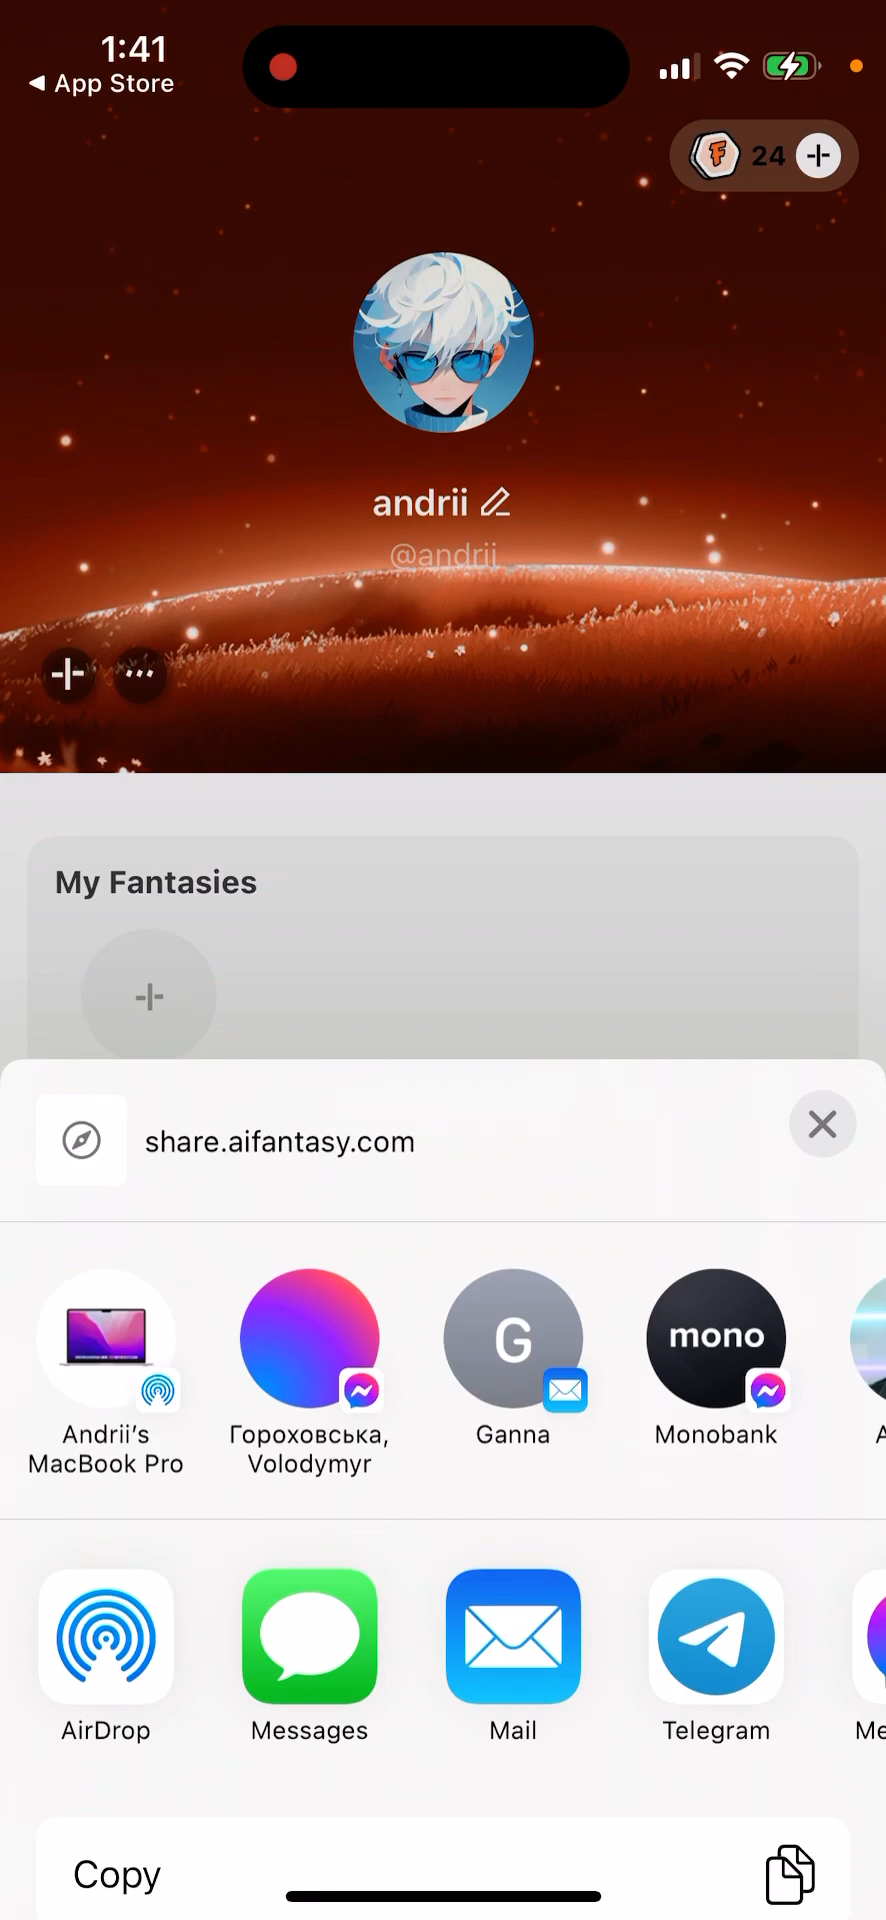 1:41
App Store
F 24
andrii
@andrii
My Fantasies
share.aifantasy.com
G
mono
Andrii’s
MacBook Pro
Гороховська,
Volodymyr
Ganna
Monobank
A
AirDrop
Messages
Mail
Telegram
Me
Copy